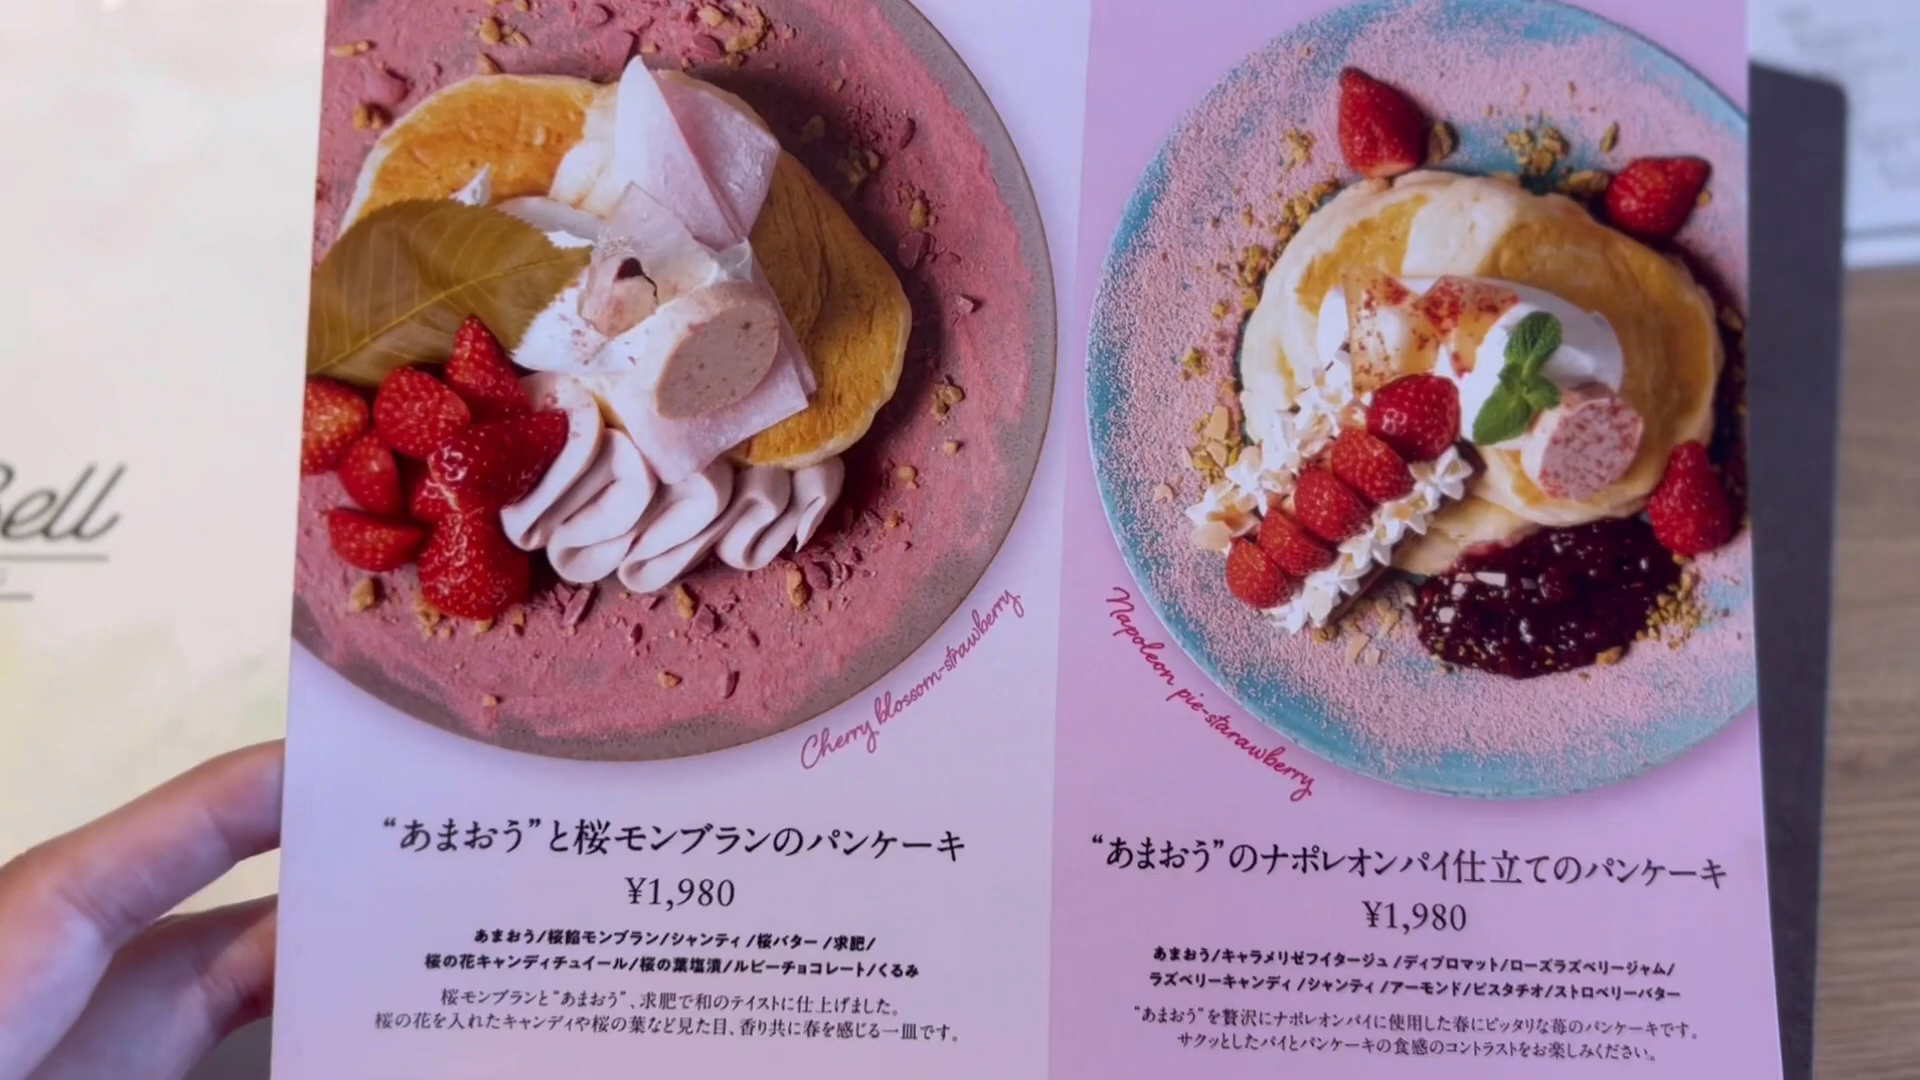 ell
Cherry blossom-strawberry
“あまおう”と桜モンブランのパンケーキ
¥1,980
あまおう/桜餡モンブラン/シャンティ/桜バター/求肥/
桜の花キャンディチュイール/桜の葉塩漬/ルビーチョコレート/くるみ
桜モンブランと“あまおう”、求肥で和のテイストに仕上げました。
桜の花を入れたキャンディや桜の葉など見た目、香り共に春を感じる一皿です。
Napoleon pie-starawberry
“あまおう”のナポレオンパイ仕立てのパンケーキ
¥1,980
あまおう/キャラメリゼフイタージュ/ディプロマット/ローズラズベリージャム/
ラズベリーキャンディ/シャンティ/アーモンド/ピスタチオ/ストロベリーバター
“あまおう”を贅沢にナポレオンパイに使用した春にピッタリな苺のパンケーキです。
サクッとしたパイとパンケーキの食感のコントラストをお楽しみください。